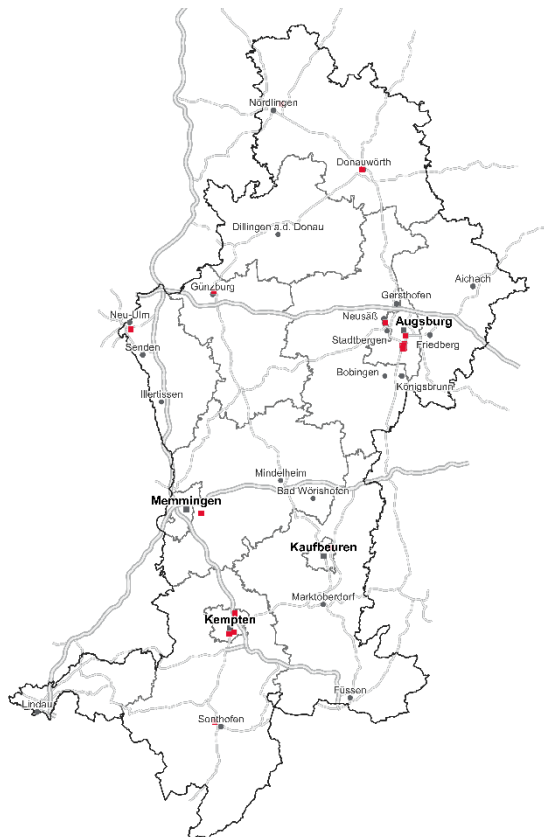 Nördlingen
Donauwörth
Dillingen a.d. Donau
Aichach
Günzburg
Gersthofen
Neu-Ulm
Neusäß
Augsburg
Stadtbergen
Friedberg
Senden
Bobingen
Königsbrunn
Illertissen
Mindelheim
Bad Wörishofen
Memmingen
Kaufbeuren
Marktoberdorf
Kempten
Füssen
Lindau
Sonthofen